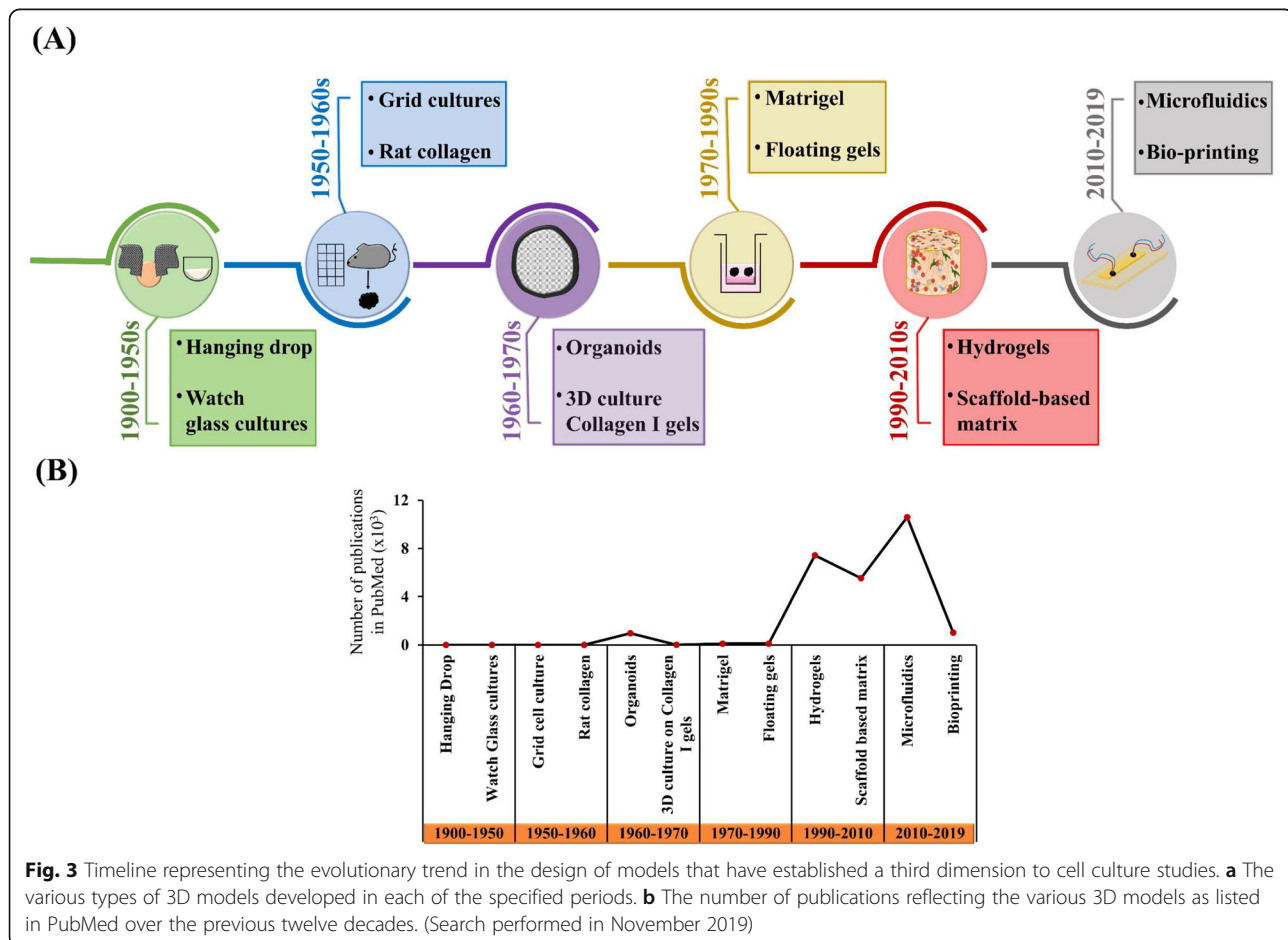 (A)
1950-1960s
• Grid cultures
• Rat collagen
1970-1990s
• Matrigel
• Floating gels
2010-2019
• Microfluidics
• Bio-printing
1900-1950s
• Hanging drop
• Watch
glass cultures
1960-1970s
• Organoids
• 3D culture
Collagen I gels
1990-2010s
• Hydrogels
• Scaffold-based
matrix
(B)
Number of publications
in PubMed (x10³)
12
8
4
0
Hanging Drop
Watch Glass cultures
Grid cell culture
Rat collagen
Organoids
3D culture on Collagen
I gels
Matrigel
Floating gels
Hydrogels
Scaffold based matrix
Microfluidics
Bioprinting
1900-1950 1950-1960 1960-1970 1970-1990 1990-2010 2010-2019
Fig. 3 Timeline representing the evolutionary trend in the design of models that have established a third dimension to cell culture studies. a The
various types of 3D models developed in each of the specified periods. b The number of publications reflecting the various 3D models as listed
in PubMed over the previous twelve decades. (Search performed in November 2019)